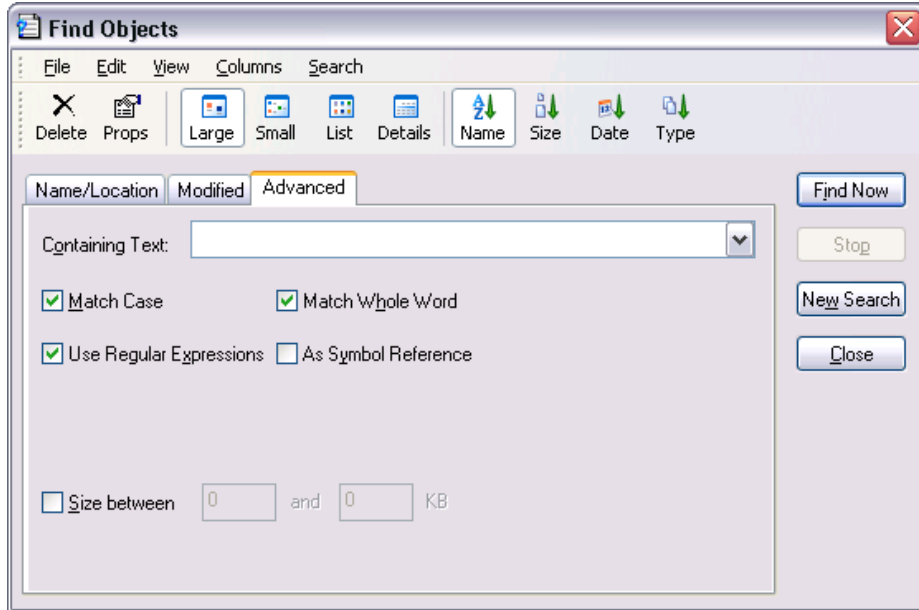 Find Objects
File Edit View Columns Search
Delete Props Large Small List Details Name Size Date Type
Name/Location Modified Advanced
Find Now
Containing Text:
Stop
Match Case Match Whole Word
New Search
Use Regular Expressions As Symbol Reference
Close
Size between 0 and 0 KB